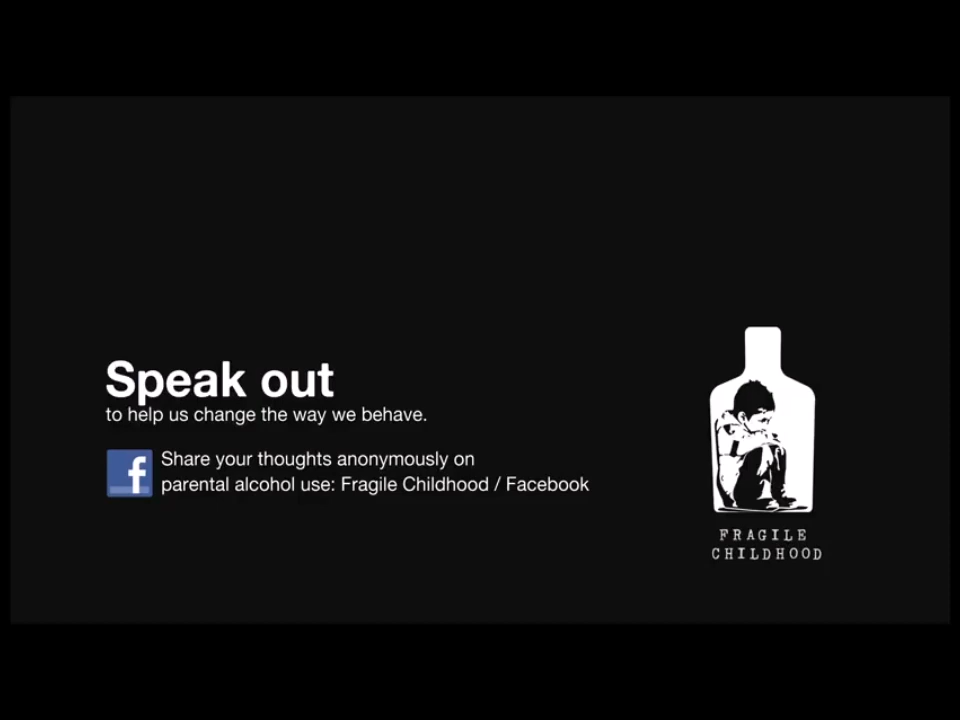 Speak out
to help us change the way we behave.
f
Share your thoughts anonymously on
parental alcohol use: Fragile Childhood / Facebook
FRAGILE
CHILDHOOD